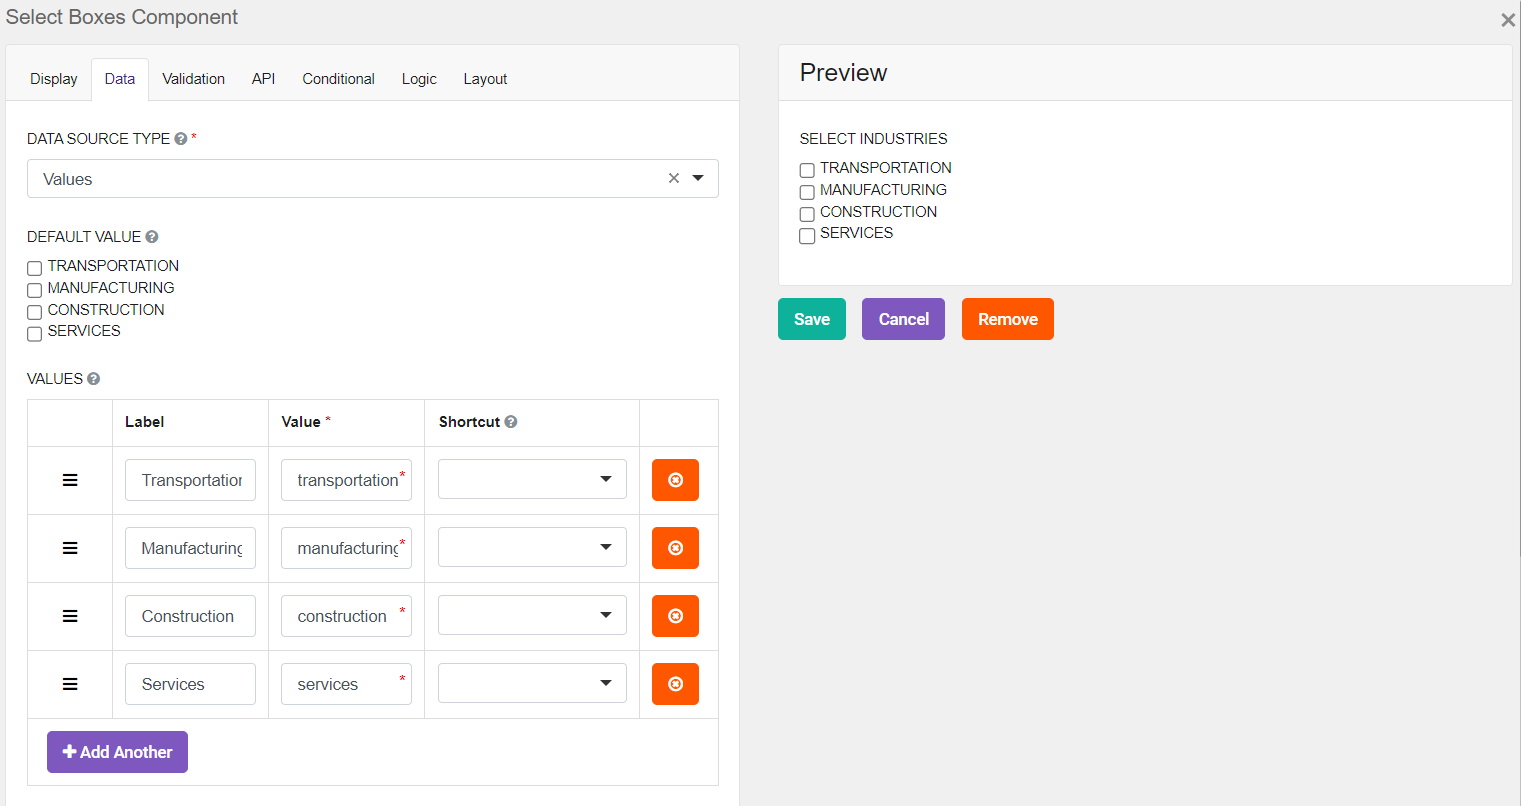 Select Boxes Component
Display Data Validation API Conditional Logic Layout
DATA SOURCE TYPE *
Values
DEFAULT VALUE
TRANSPORTATION
MANUFACTURING
CONSTRUCTION
SERVICES
VALUES
Label Value * Shortcut
Transportation transportation *
Manufacturing manufacturing *
Construction construction *
Services services *
Add Another
Preview
SELECT INDUSTRIES
TRANSPORTATION
MANUFACTURING
CONSTRUCTION
SERVICES
Save Cancel Remove